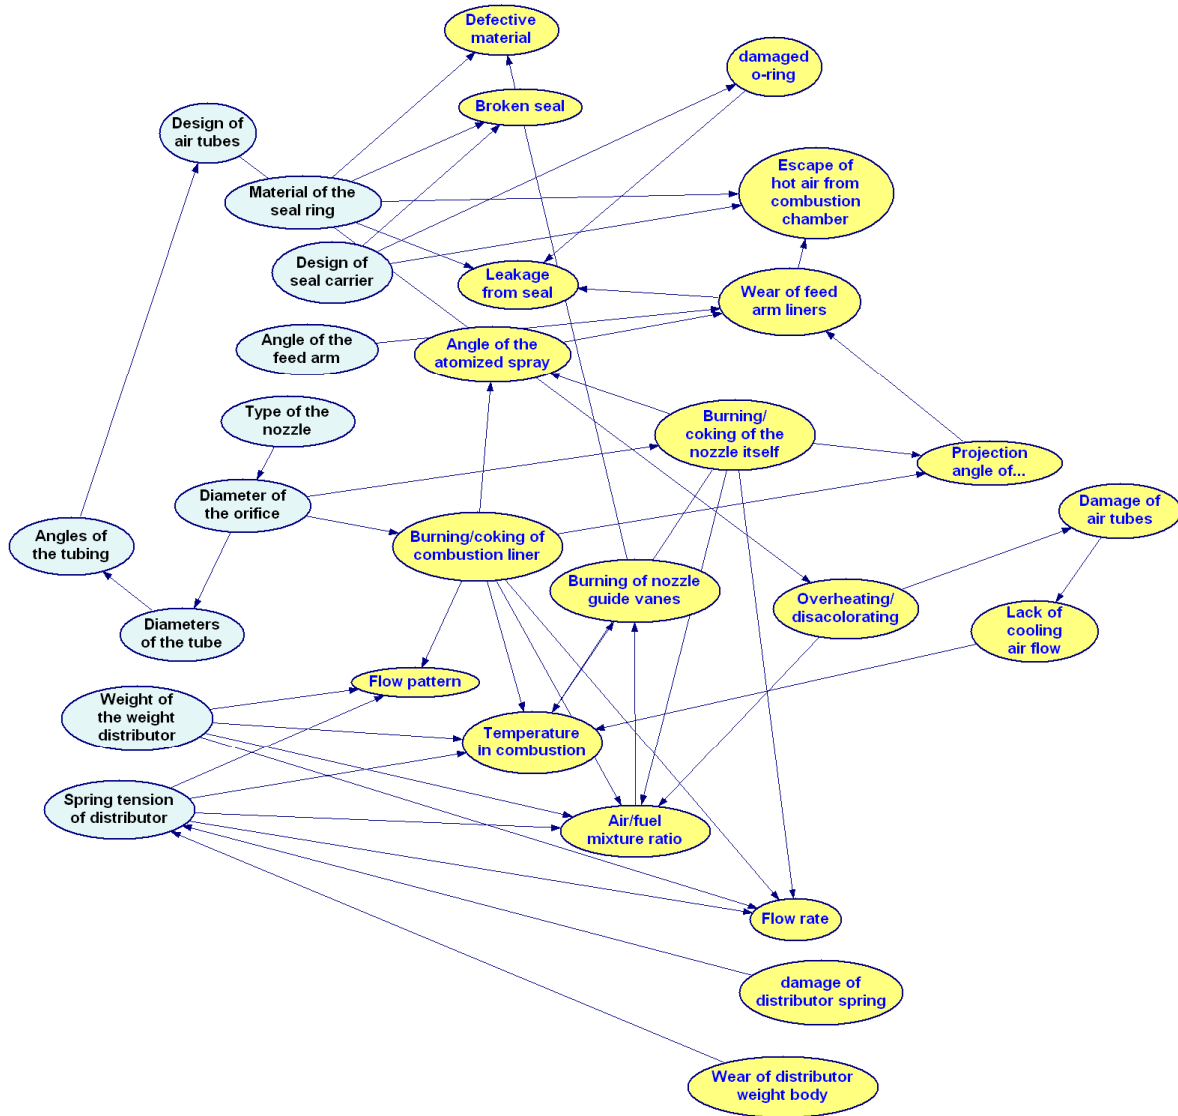 Defective
material
damaged
o-ring
Broken seal
Design of
air tubes
Escape of
hot air from
combustion
chamber
Material of the
seal ring
Design of
seal carrier
Leakage
from seal
Wear of feed
arm liners
Angle of the
feed arm
Angle of the
atomized spray
Type of the
nozzle
Burning/
coking of the
nozzle itself
Projection
angle of...
Diameter of
the orifice
Damage of
air tubes
Angles of
the tubing
Burning/coking of
combustion liner
Burning of nozzle
guide vanes
Overheating/
disacolorating
Lack of
cooling
air flow
Diameters
of the tube
Flow pattern
Weight of
the weight
distributor
Temperature
in combustion
Spring tension
of distributor
Air/fuel
mixture ratio
Flow rate
damage of
distributor spring
Wear of distributor
weight body